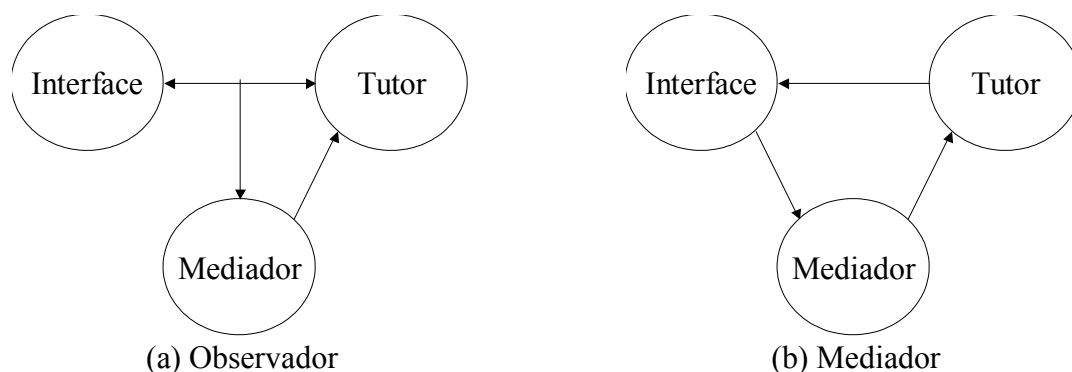 Interface
Tutor
Mediador
(a) Observador
Interface
Tutor
Mediador
(b) Mediador